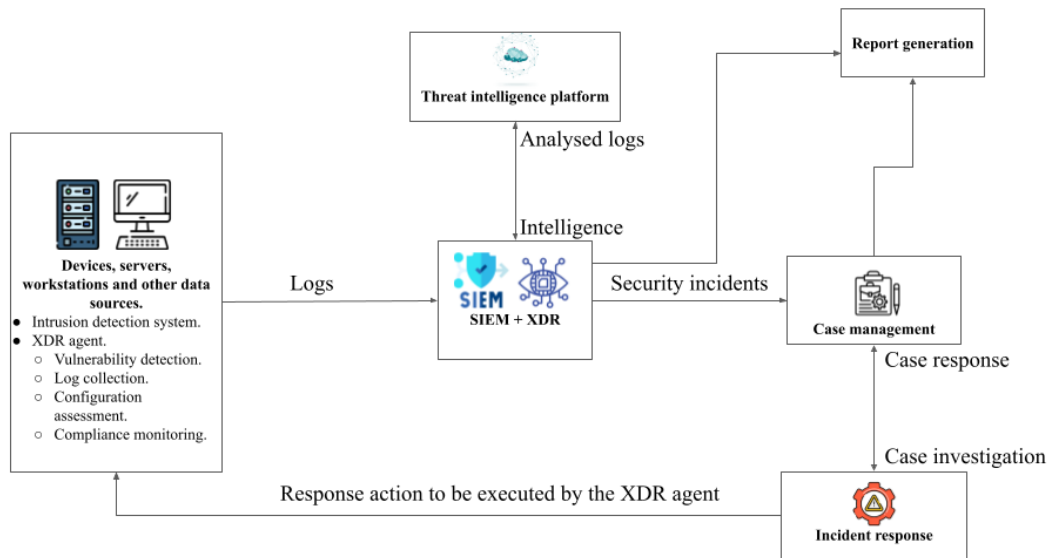 Report generation
Threat intelligence platform
Analysed logs
Intelligence
Devices, servers,
workstations and other data
sources.
● Intrusion detection system.
● XDR agent.
○ Vulnerability detection.
○ Log collection.
○ Configuration
assessment.
○ Compliance monitoring.
Logs
SIEM
SIEM + XDR
Security incidents
Case management
Case response
Case investigation
Incident response
Response action to be executed by the XDR agent